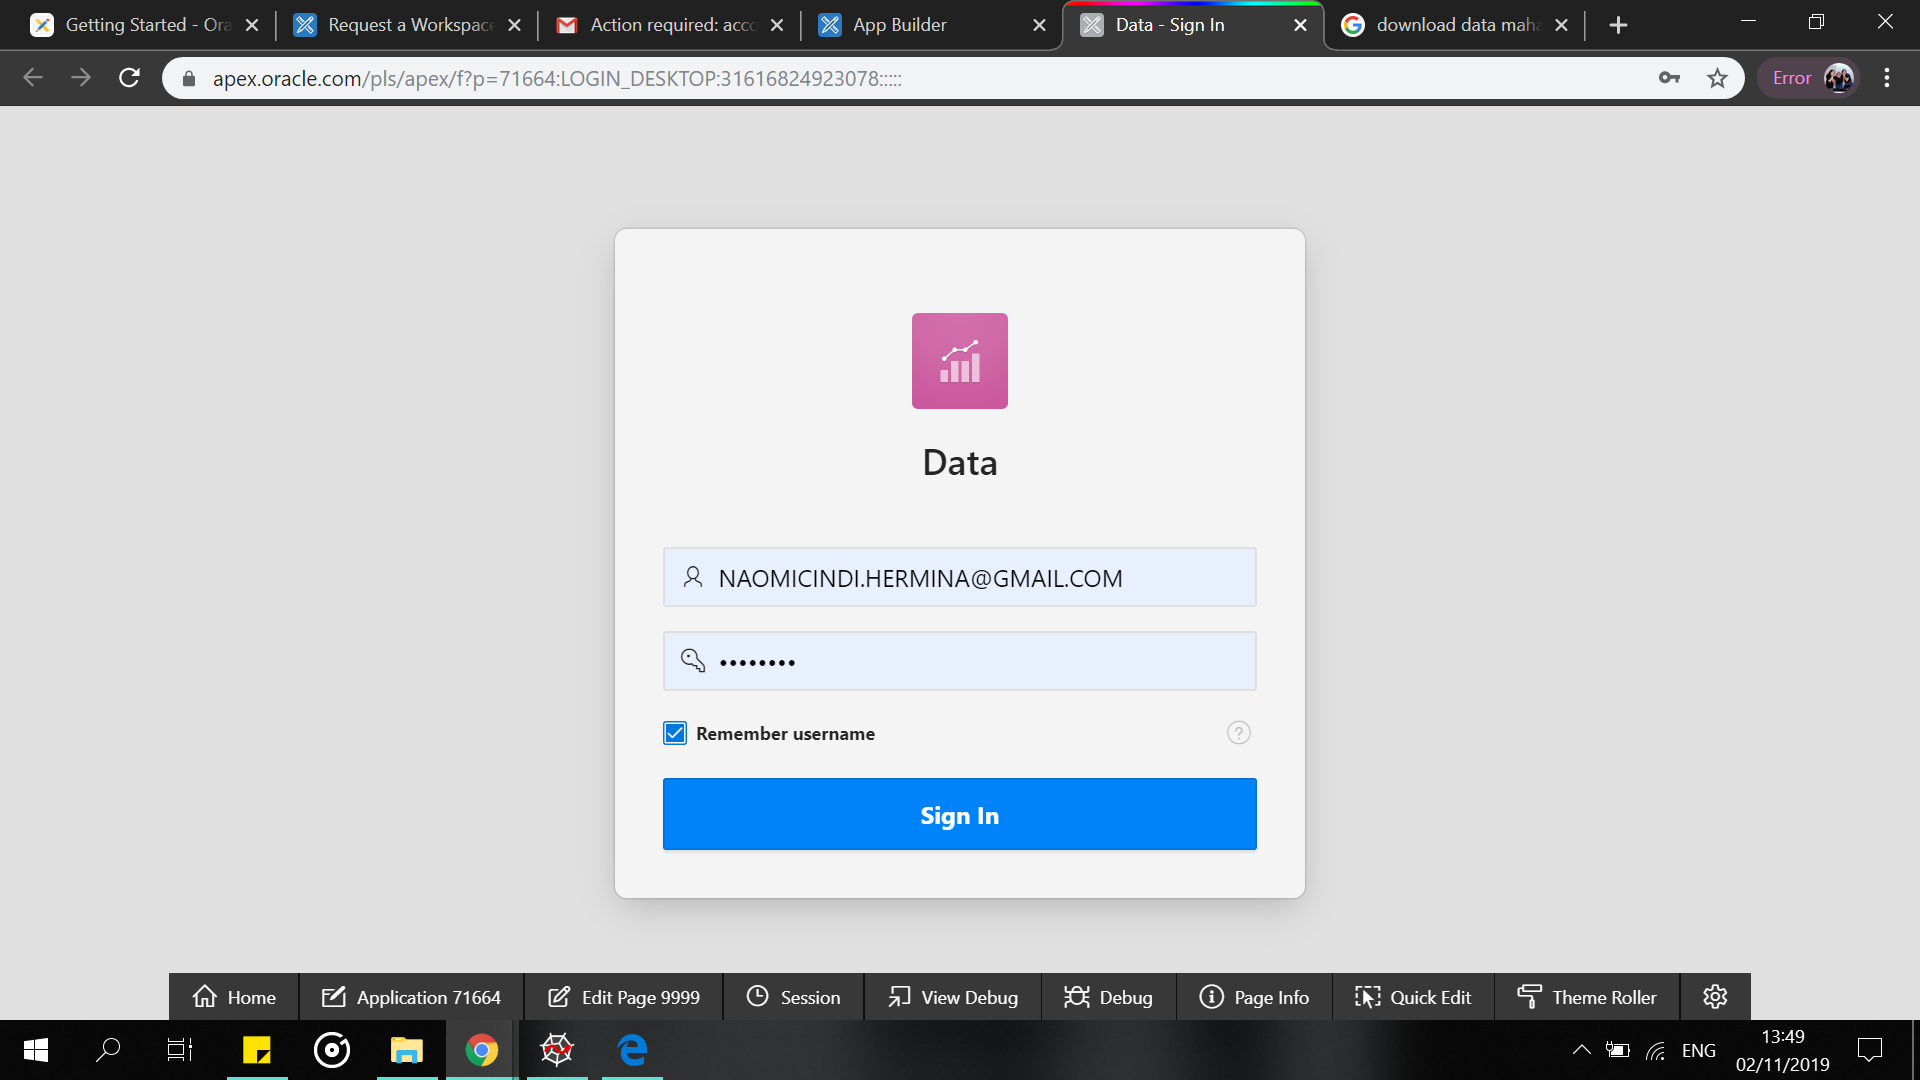 Getting Started - Ora
Request a Workspace
Action required: acco
App Builder
Data - Sign In
download data maha
apex.oracle.com/pls/apex/f?p=71664:LOGIN_DESKTOP:31616824923078:::::
Error
Data
NAOMICINDI.HERMINA@GMAIL.COM
••••••••
Remember username
?
Sign In
Home
Application 71664
Edit Page 9999
Session
View Debug
Debug
Page Info
Quick Edit
Theme Roller
ENG
13:49
02/11/2019